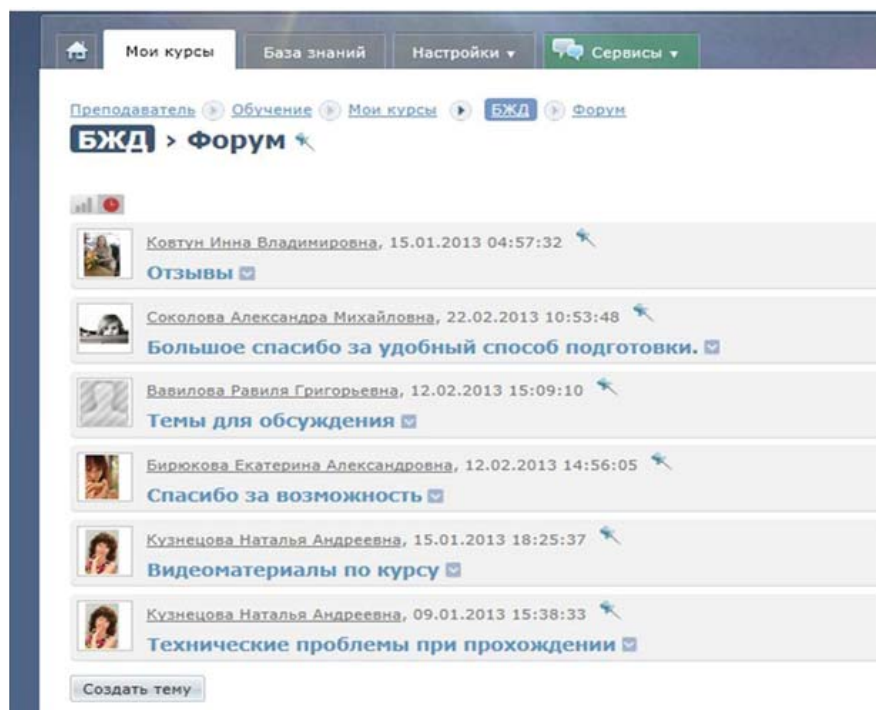 Мои курсы База знаний Настройки Сервисы
Преподаватель Обучение Мои курсы БЖД Форум
БЖД › Форум
Ковтун Инна Владимировна, 15.01.2013 04:57:32
Отзывы
Соколова Александра Михайловна, 22.02.2013 10:53:48
Большое спасибо за удобный способ подготовки.
Вавилова Равиля Григорьевна, 12.02.2013 15:09:10
Темы для обсуждения
Бирюкова Екатерина Александровна, 12.02.2013 14:56:05
Спасибо за возможность
Кузнецова Наталья Андреевна, 15.01.2013 18:25:37
Видеоматериалы по курсу
Кузнецова Наталья Андреевна, 09.01.2013 15:38:33
Технические проблемы при прохождении
Создать тему